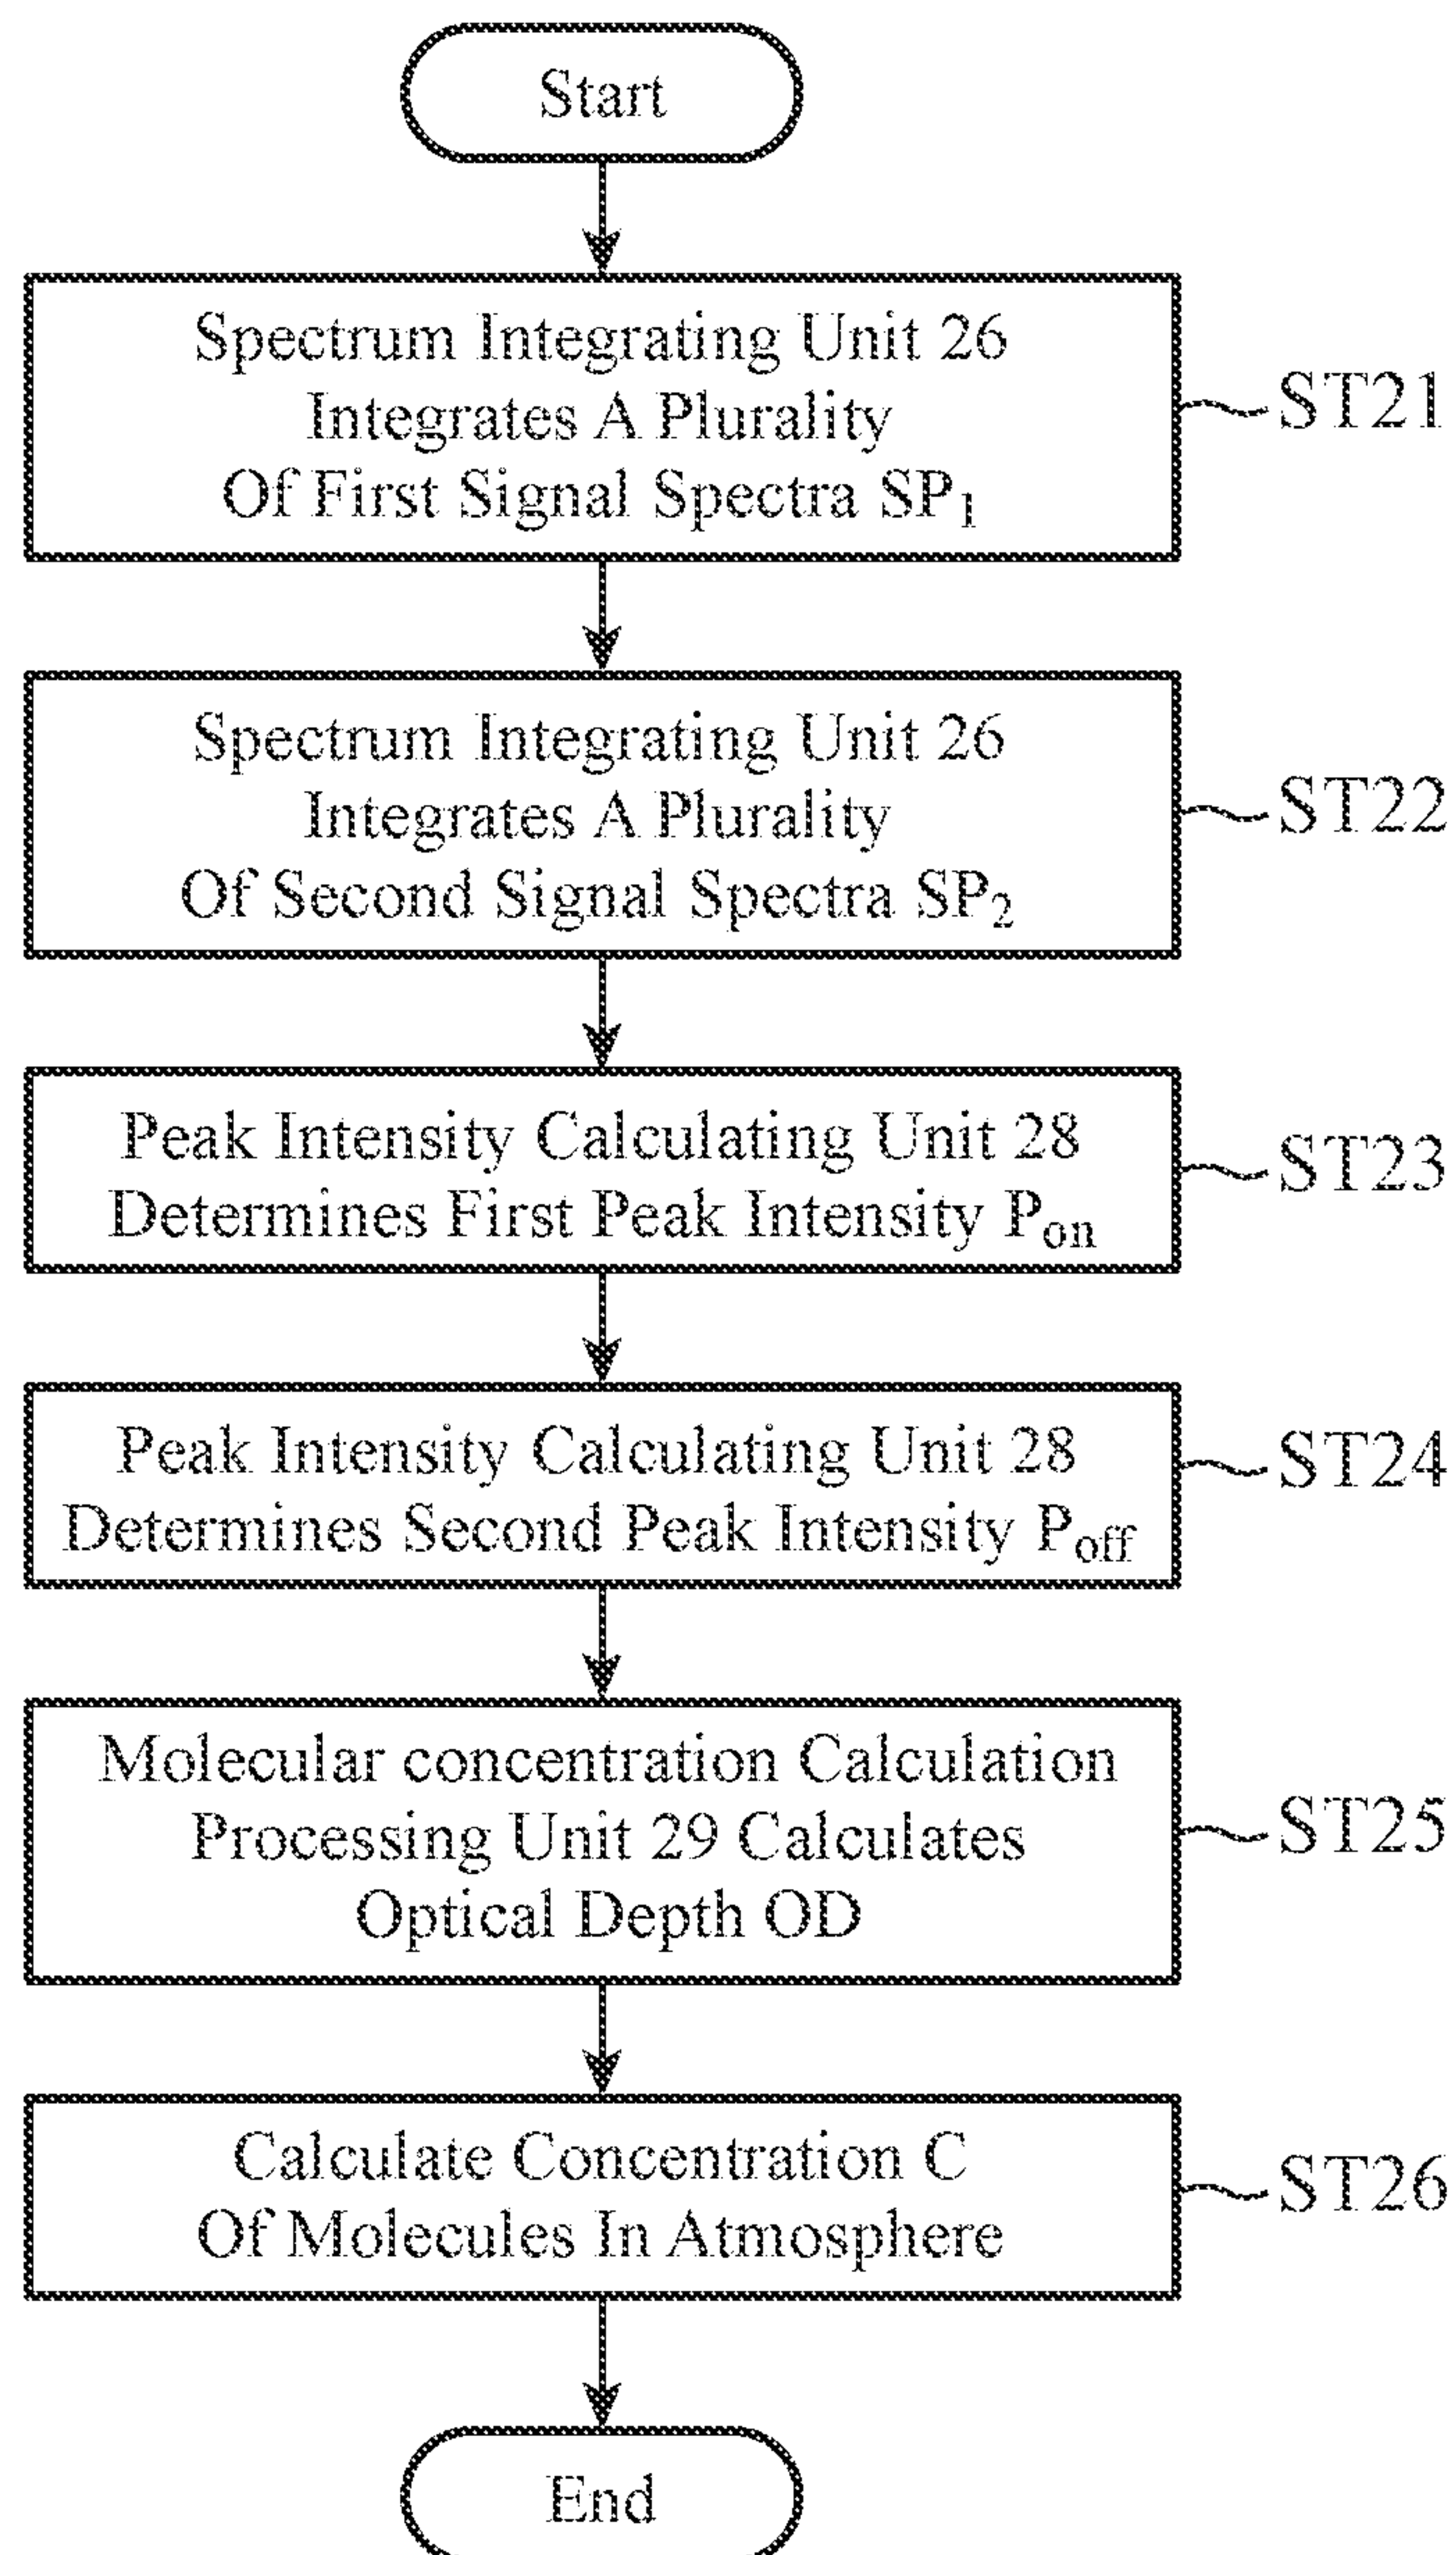 Start
Spectrum Integrating Unit 26
Integrates A Plurality
Of First Signal Spectra SP₁
ST21
Spectrum Integrating Unit 26
Integrates A Plurality
Of Second Signal Spectra SP₂
ST22
Peak Intensity Calculating Unit 28
Determines First Peak Intensity Pon
ST23
Peak Intensity Calculating Unit 28
Determines Second Peak Intensity Poff
ST24
Molecular concentration Calculation
Processing Unit 29 Calculates
Optical Depth OD
ST25
Calculate Concentration C
Of Molecules In Atmosphere
ST26
End